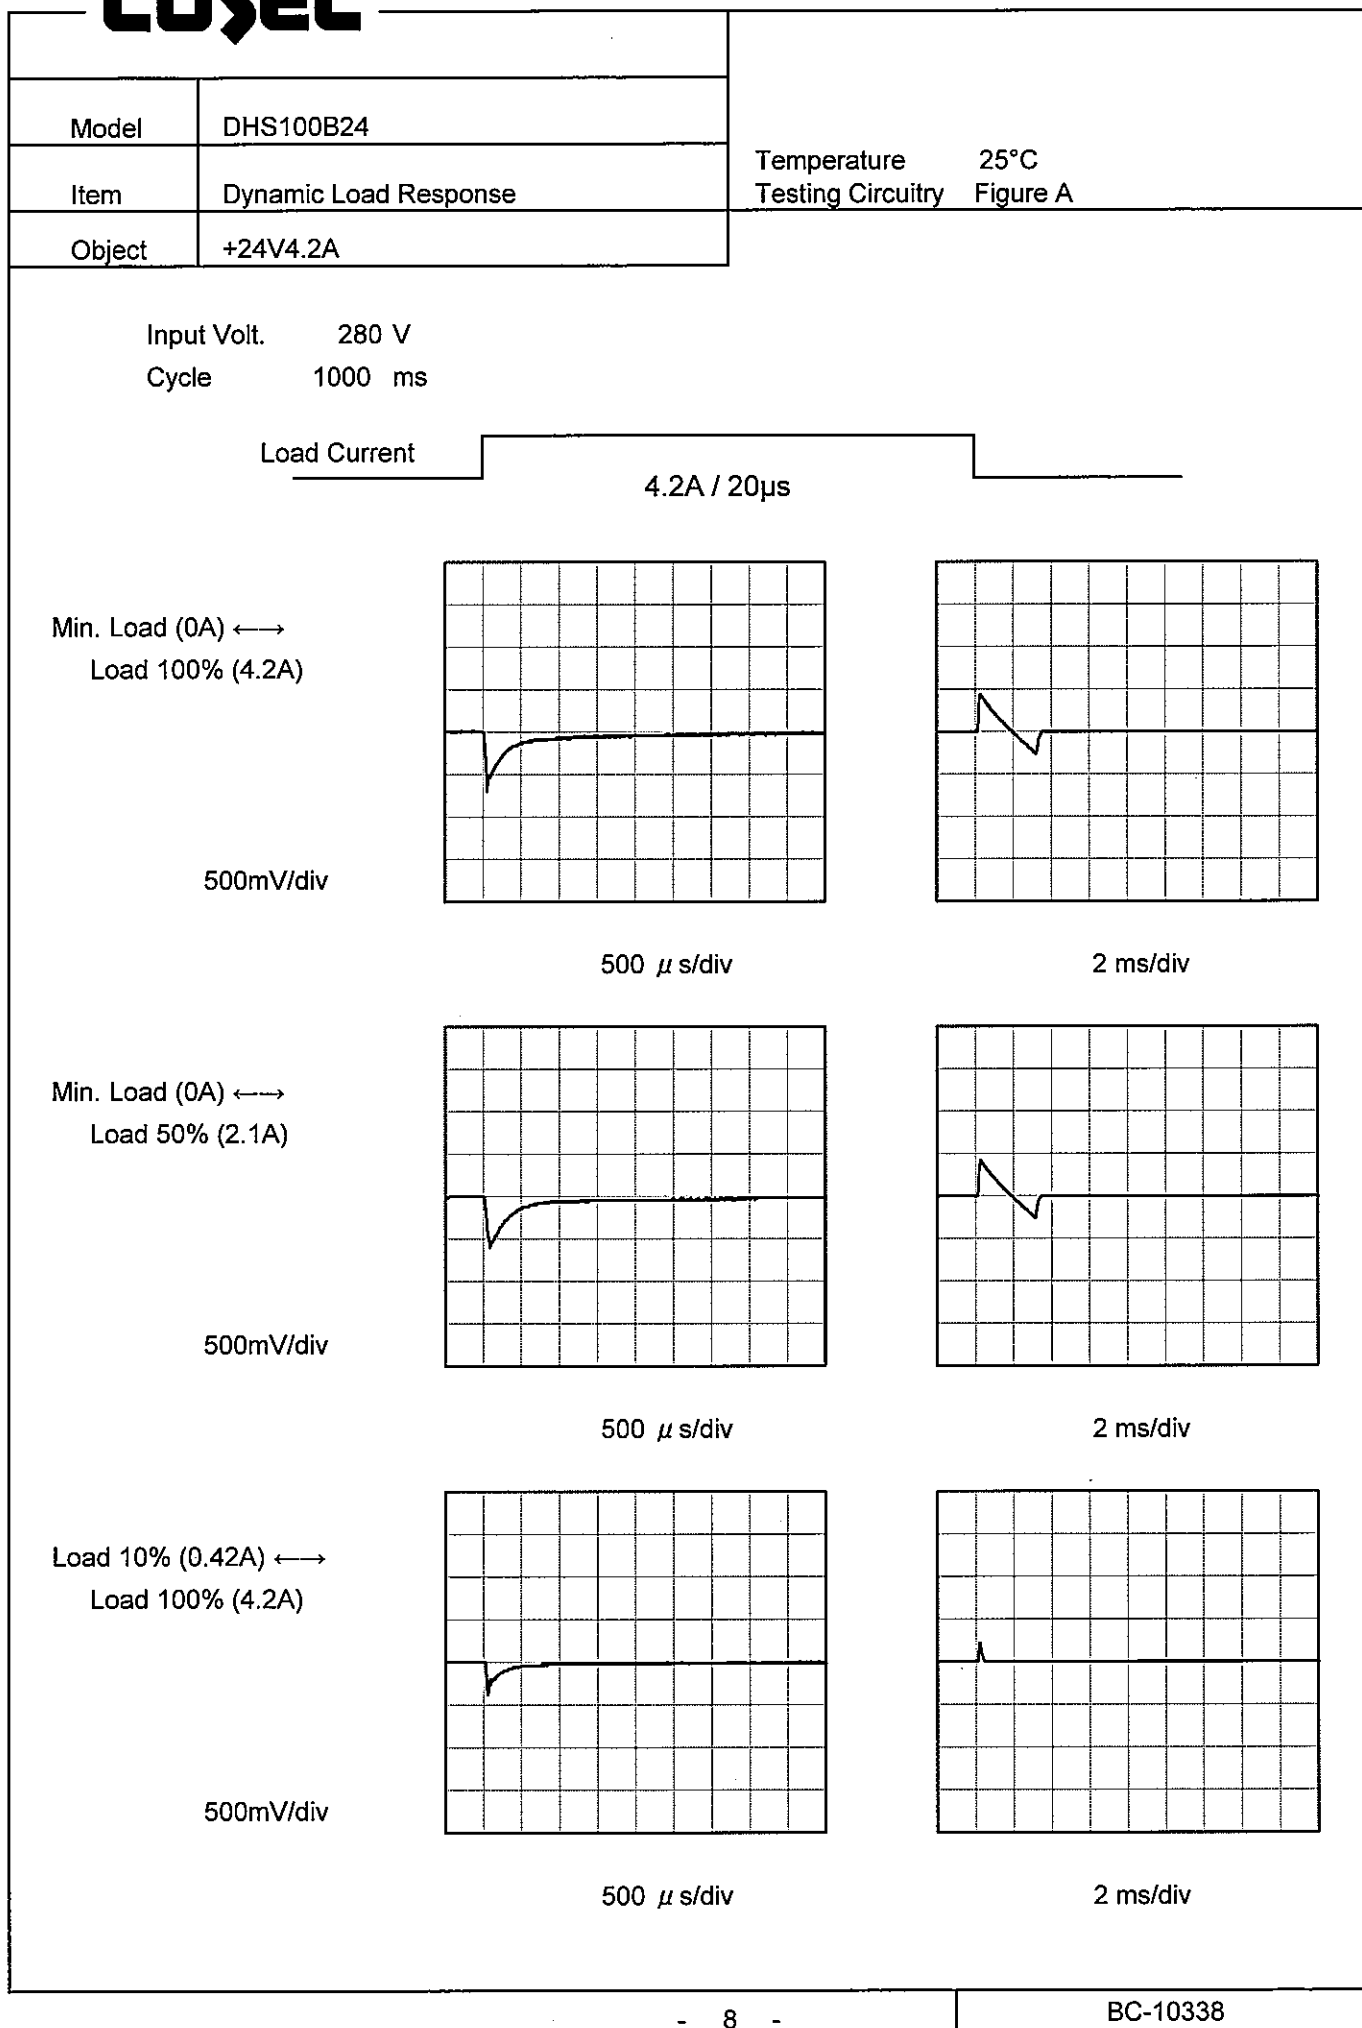 COSEL
Model DHS100B24
Item Dynamic Load Response
Object +24V4.2A
Temperature 25°C
Testing Circuitry Figure A
Input Volt. 280 V
Cycle 1000 ms
Load Current
4.2A / 20µs
Min. Load (0A) ←→
Load 100% (4.2A)
500mV/div
500 μ s/div
2 ms/div
Min. Load (0A) ←→
Load 50% (2.1A)
500mV/div
500 μ s/div
2 ms/div
Load 10% (0.42A) ←→
Load 100% (4.2A)
500mV/div
500 μ s/div
2 ms/div
- 8 -
BC-10338